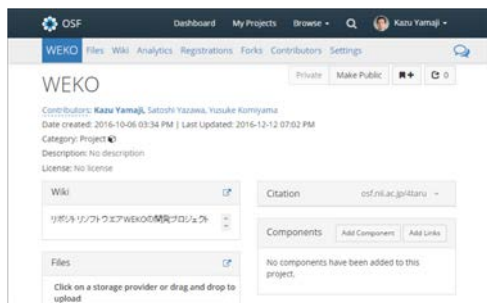 OSF Dashboard My Projects Browse Kazu Yamaji
WEKO Files Wiki Analytics Registrations Forks Contributors Settings
WEKO
Private Make Public 0
Contributors: Kazu Yamaji, Satoshi Yazawa, Yusuke Komiyama
Date created: 2016-10-06 03:34 PM | Last Updated: 2016-12-12 07:02 PM
Category: Project
Description: No description
License: No license
Wiki
リポジトリソフトウエアWEKOの開発プロジェクト
Files
Click on a storage provider or drag and drop to
upload
Citation osf.nii.ac.jp/4taru
Components Add Component Add Links
No components have been added to this
project.